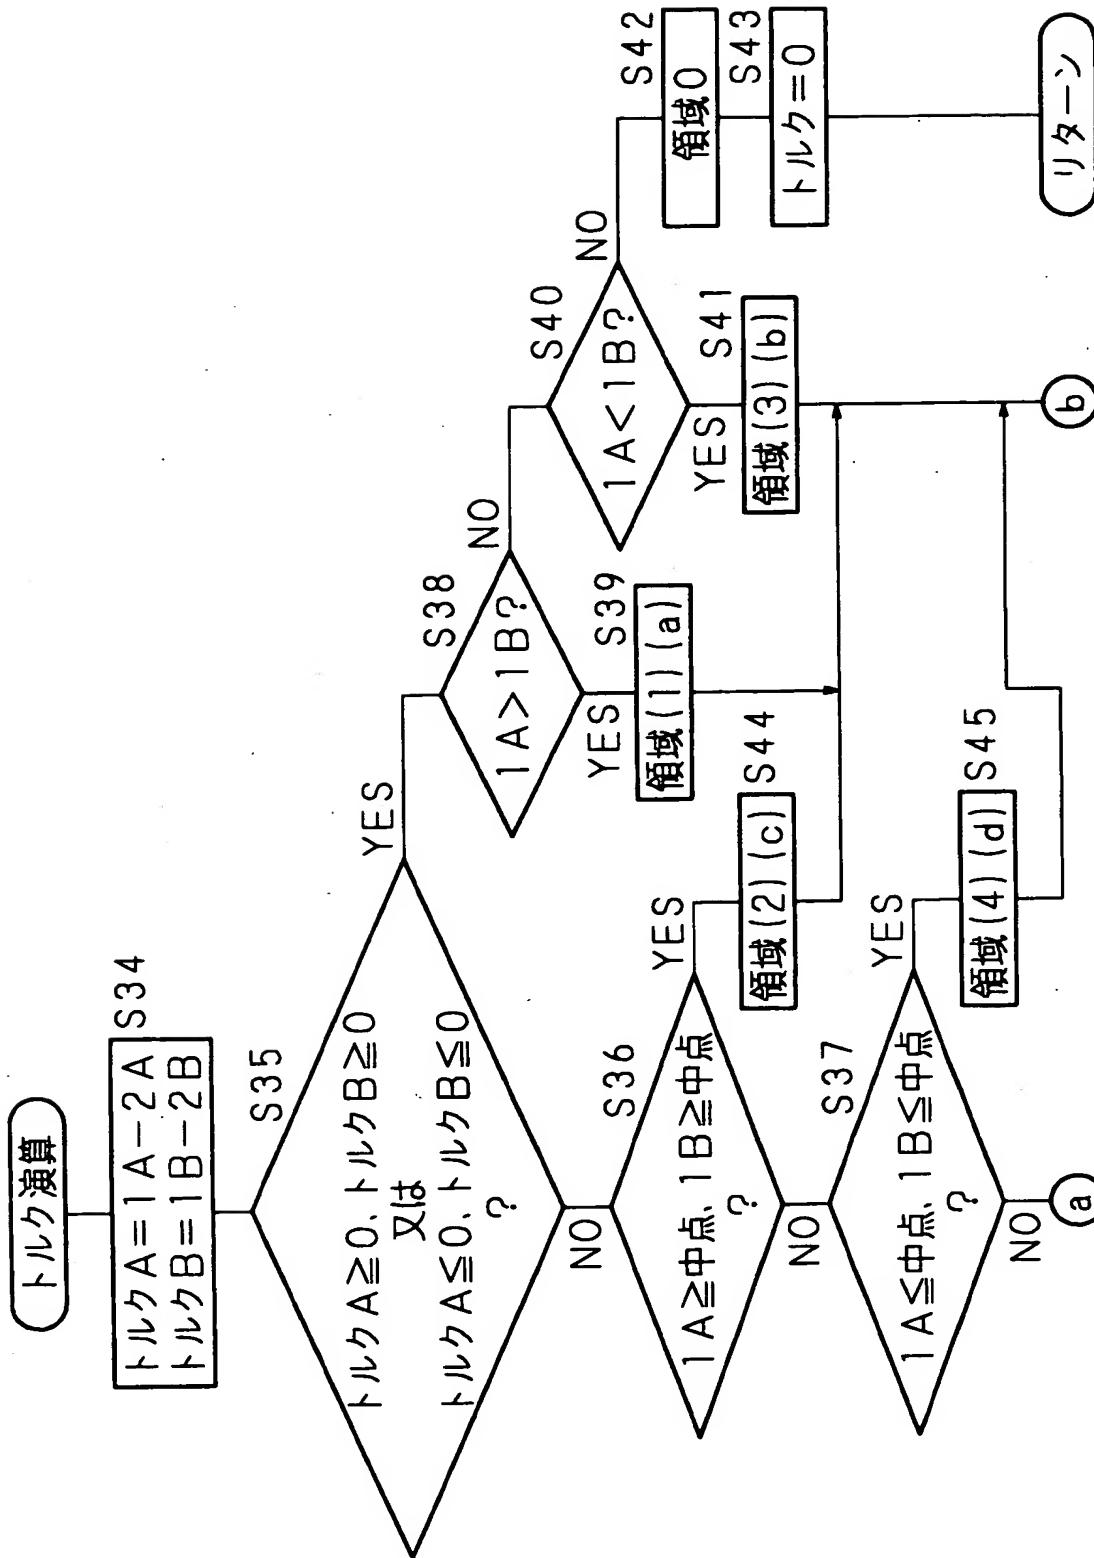 トルク演算
S34
トルクA=1A-2A
トルクB=1B-2B
S35
トルクA≧0、トルクB≧0
又は
トルクA≦0、トルクB≦0
?
YES
NO
S38
1A>1B?
NO
YES
S39
領域(1)(a)
S40
1A<1B?
NO
YES
S41
領域(3)(b)
S42
領域0
S43
トルク=0
リターン
S36
1A≧中点、1B≧中点
?
YES
NO
領域(2)(c)
S44
S37
1A≦中点、1B≦中点
?
YES
NO
領域(4)(d)
S45
a
b